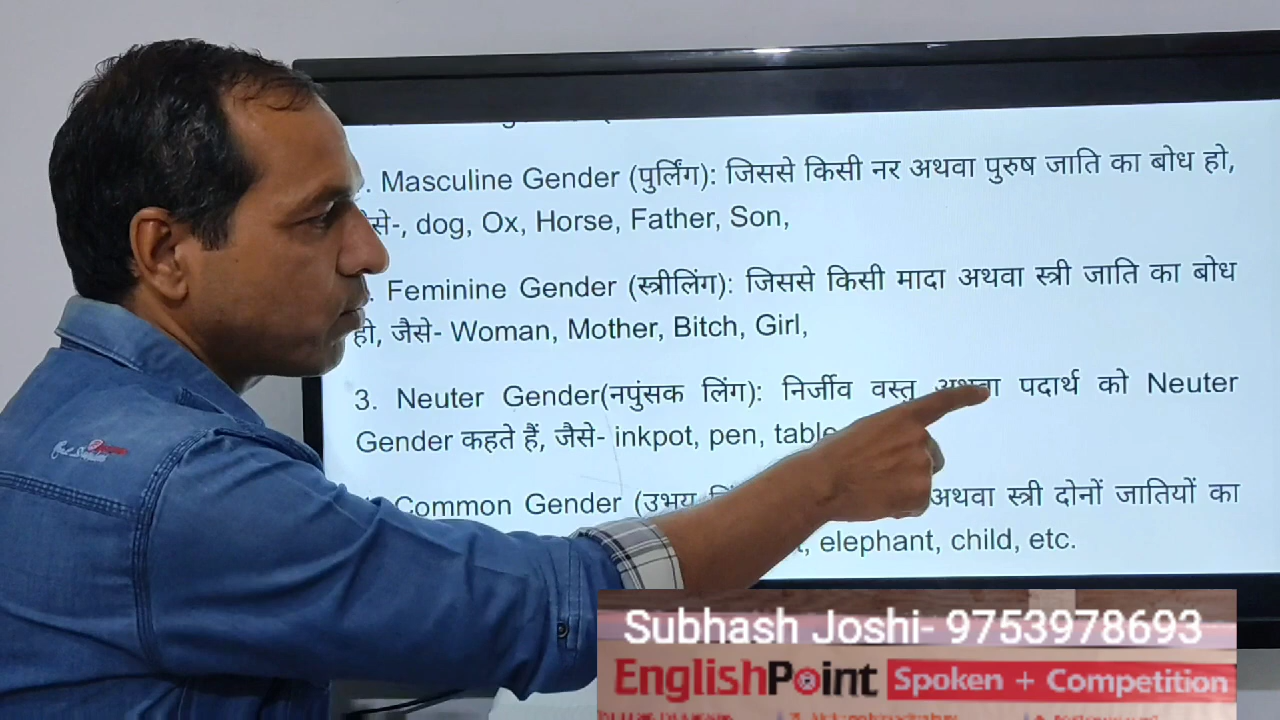 . Masculine Gender (पुर्लिंग): जिससे किसी नर अथवा पुरुष जाति का बोध हो,
से-, dog, Ox, Horse, Father, Son,
. Feminine Gender (स्त्रीलिंग): जिससे किसी मादा अथवा स्त्री जाति का बोध
हो, जैसे- Woman, Mother, Bitch, Girl,
3. Neuter Gender(नपुंसक लिंग): निर्जीव वस्तु अथवा पदार्थ को Neuter
Gender कहते हैं, जैसे- inkpot, pen, table
Common Gender (उभय अथवा स्त्री दोनों जातियों का
, elephant, child, etc.
Subhash Joshi- 9753978693
EnglishPoint Spoken + Competition